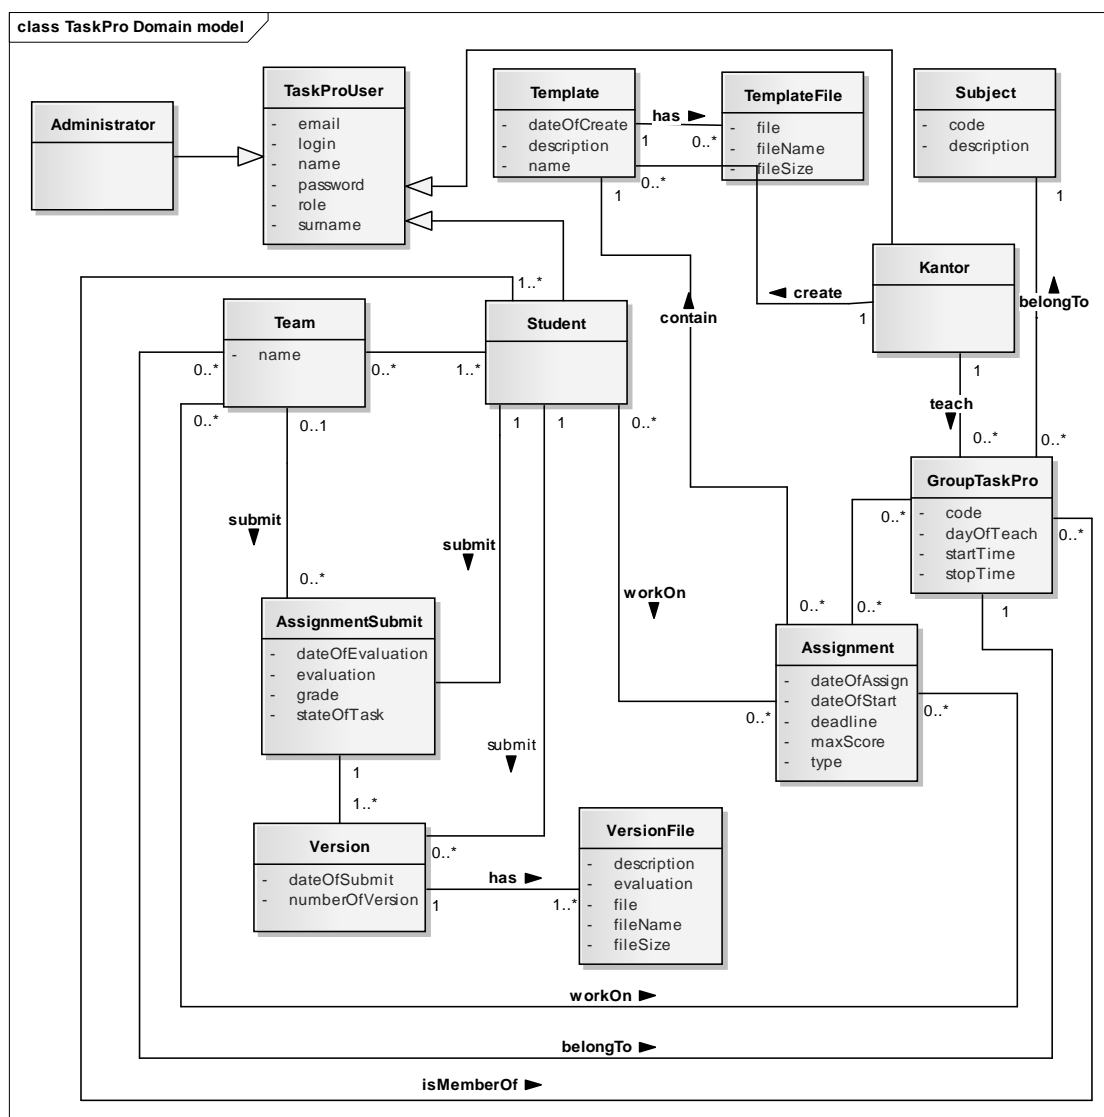 class TaskPro Domain model
Administrator
TaskProUser
- email
- login
- name
- password
- role
- surname
Template
- dateOfCreate
- description
- name
has
1
0..*
TemplateFile
- file
- fileName
- fileSize
Subject
- code
- description
0..*
1
1
Kantor
create
1
1
belongTo
contain
1..*
Team
- name
Student
0..*
0..*
1..*
0..*
0..1
1
1
0..*
teach
0..*
0..*
GroupTaskPro
- code
- dayOfTeach
- startTime
- stopTime
0..*
0..*
1
submit
submit
workOn
0..*
0..*
0..*
AssignmentSubmit
- dateOfEvaluation
- evaluation
- grade
- stateOfTask
Assignment
- dateOfAssign
- dateOfStart
- deadline
- maxScore
- type
0..*
0..*
submit
1
1..*
Version
- dateOfSubmit
- numberOfVersion
0..*
has
1
1..*
VersionFile
- description
- evaluation
- file
- fileName
- fileSize
workOn
belongTo
isMemberOf